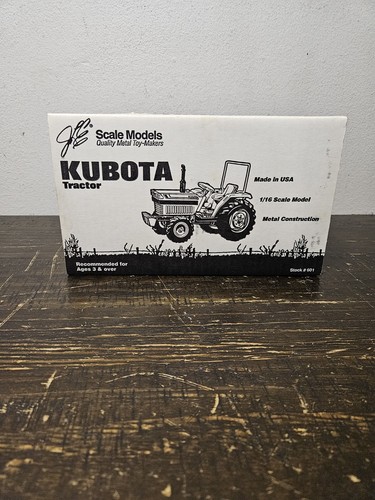 Scale Models
Quality Metal Toy-Makers
KUBOTA
Tractor
Made In USA
1/16 Scale Model
Metal Construction
Recommended for
Ages 3 & over
Stock # 601